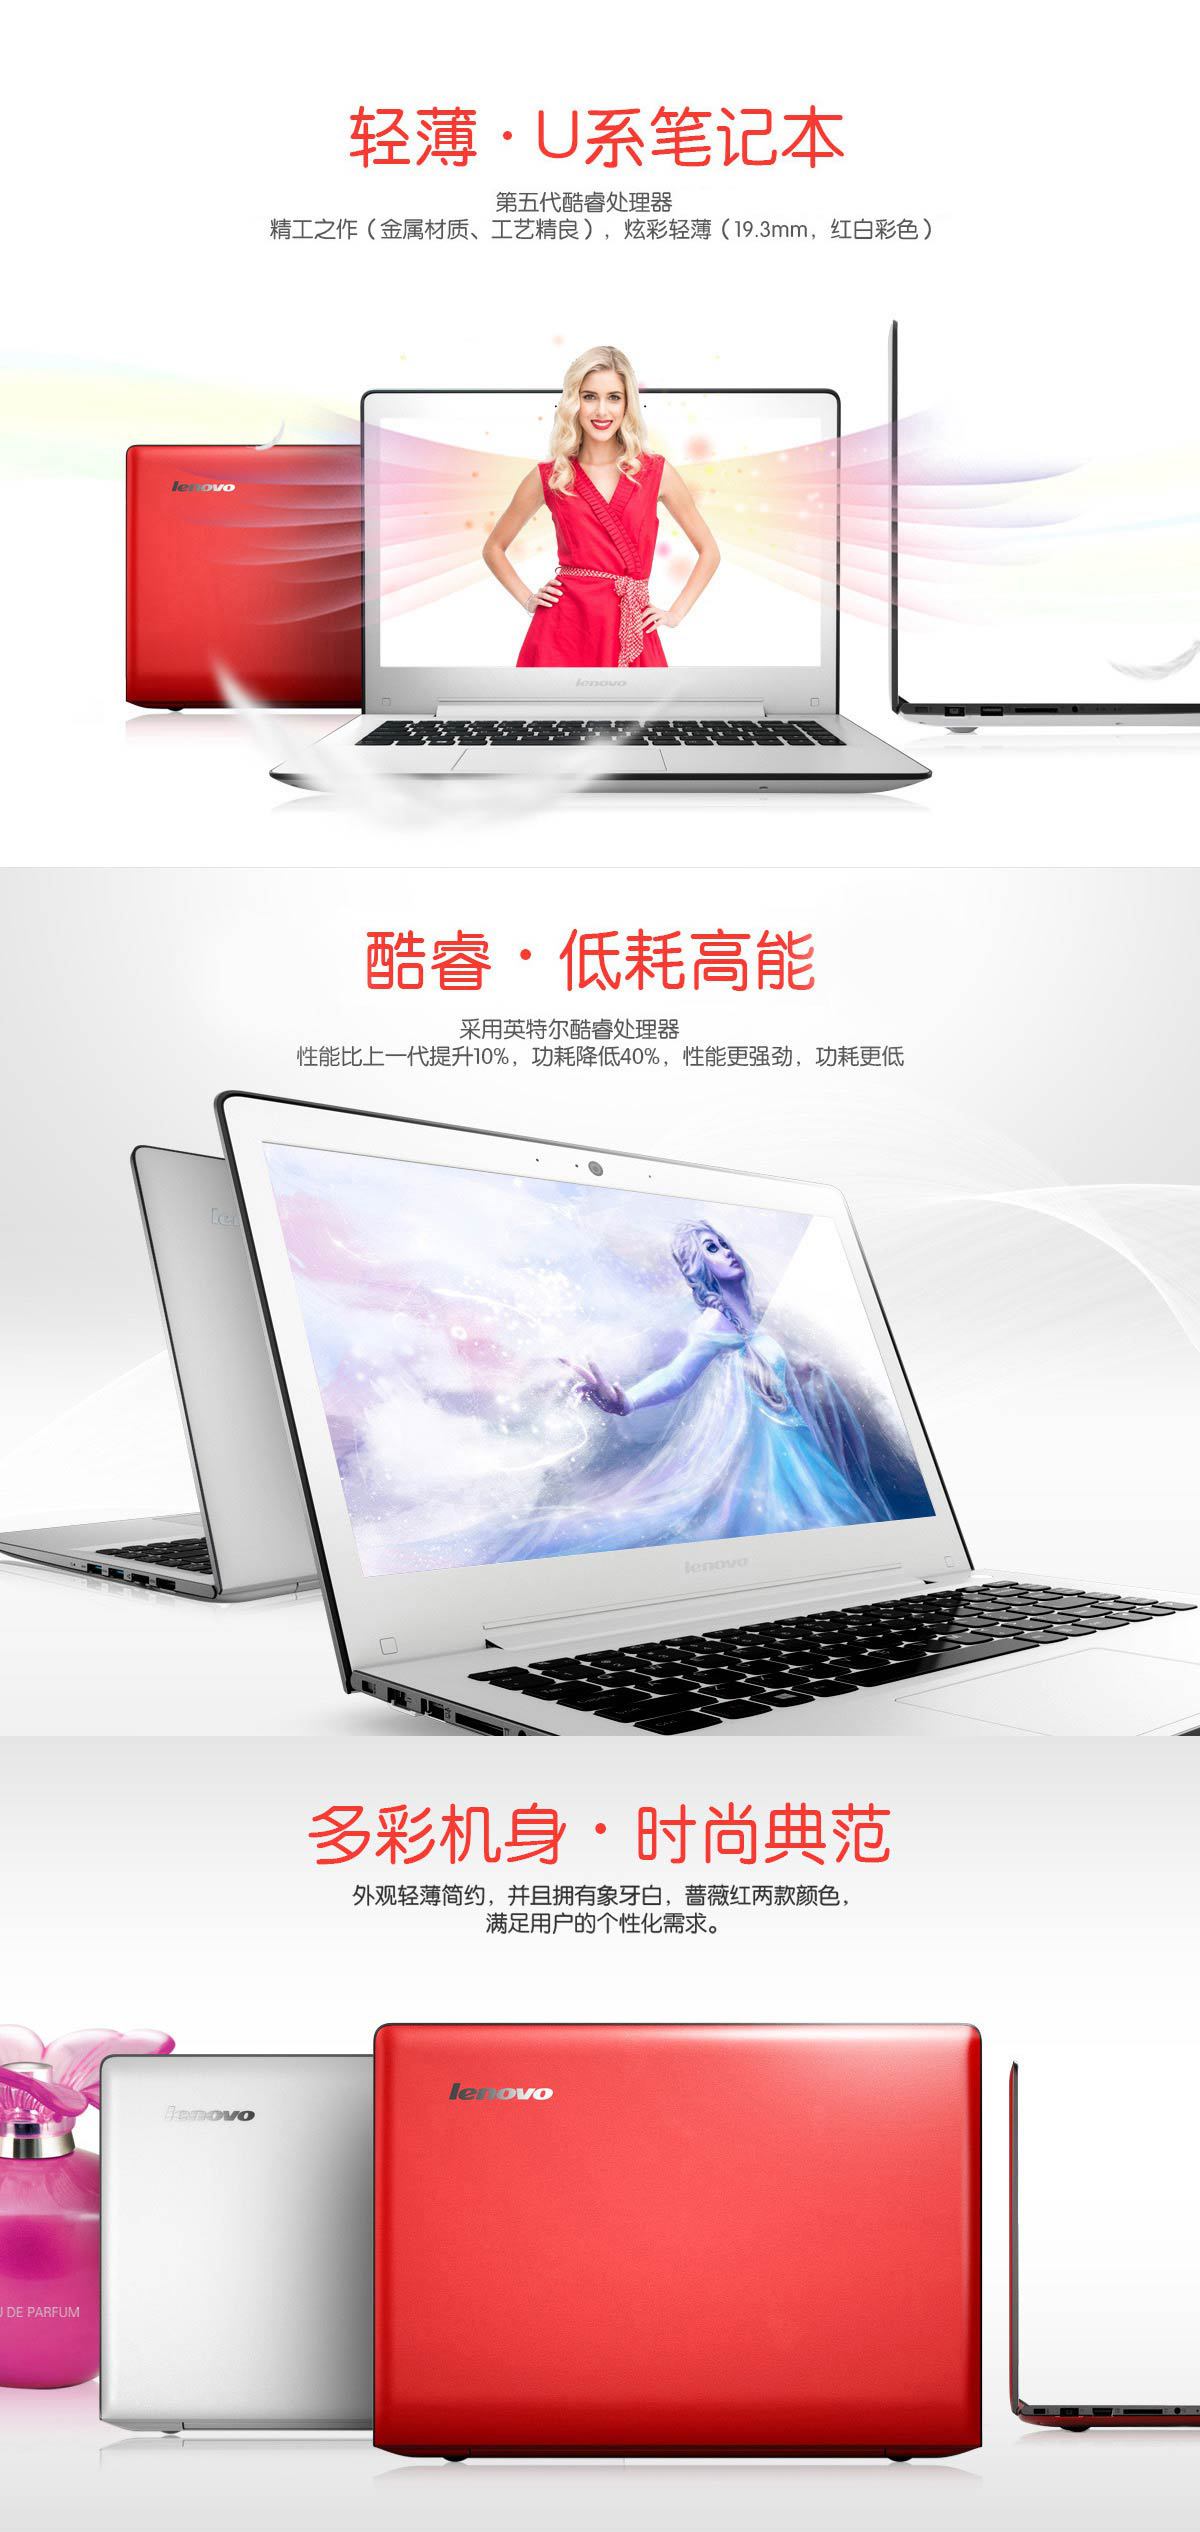 轻薄·U系笔记本
第五代酷睿处理器
精工之作（金属材质、工艺精良），炫彩轻薄（19.3mm，红白彩色）
lenovo
lenovo
酷睿·低耗高能
采用英特尔酷睿处理器
性能比上一代提升10%，功耗降低40%，性能更强劲，功耗更低
le
lenovo
多彩机身·时尚典范
外观轻薄简约，并且拥有象牙白，蔷薇红两款颜色，
满足用户的个性化需求。
lenovo
lenovo
DE PARFUM